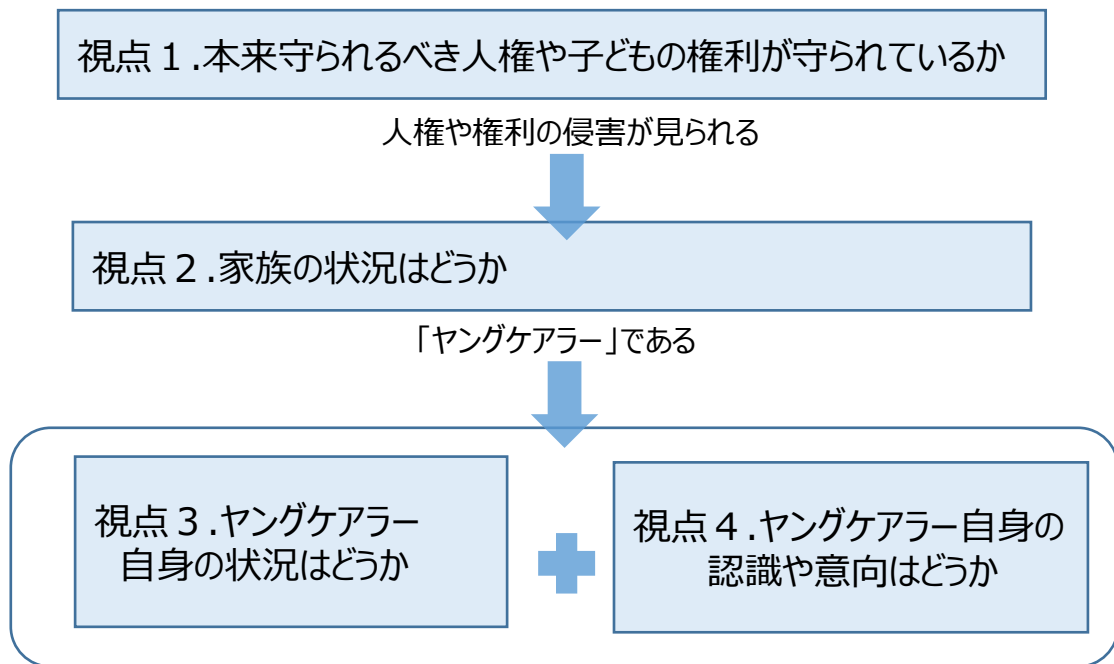 視点１.本来守られるべき人権や子どもの権利が守られているか
人権や権利の侵害が見られる
視点２.家族の状況はどうか
「ヤングケアラー」である
視点３.ヤングケアラー
自身の状況はどうか
視点４.ヤングケアラー自身の
認識や意向はどうか